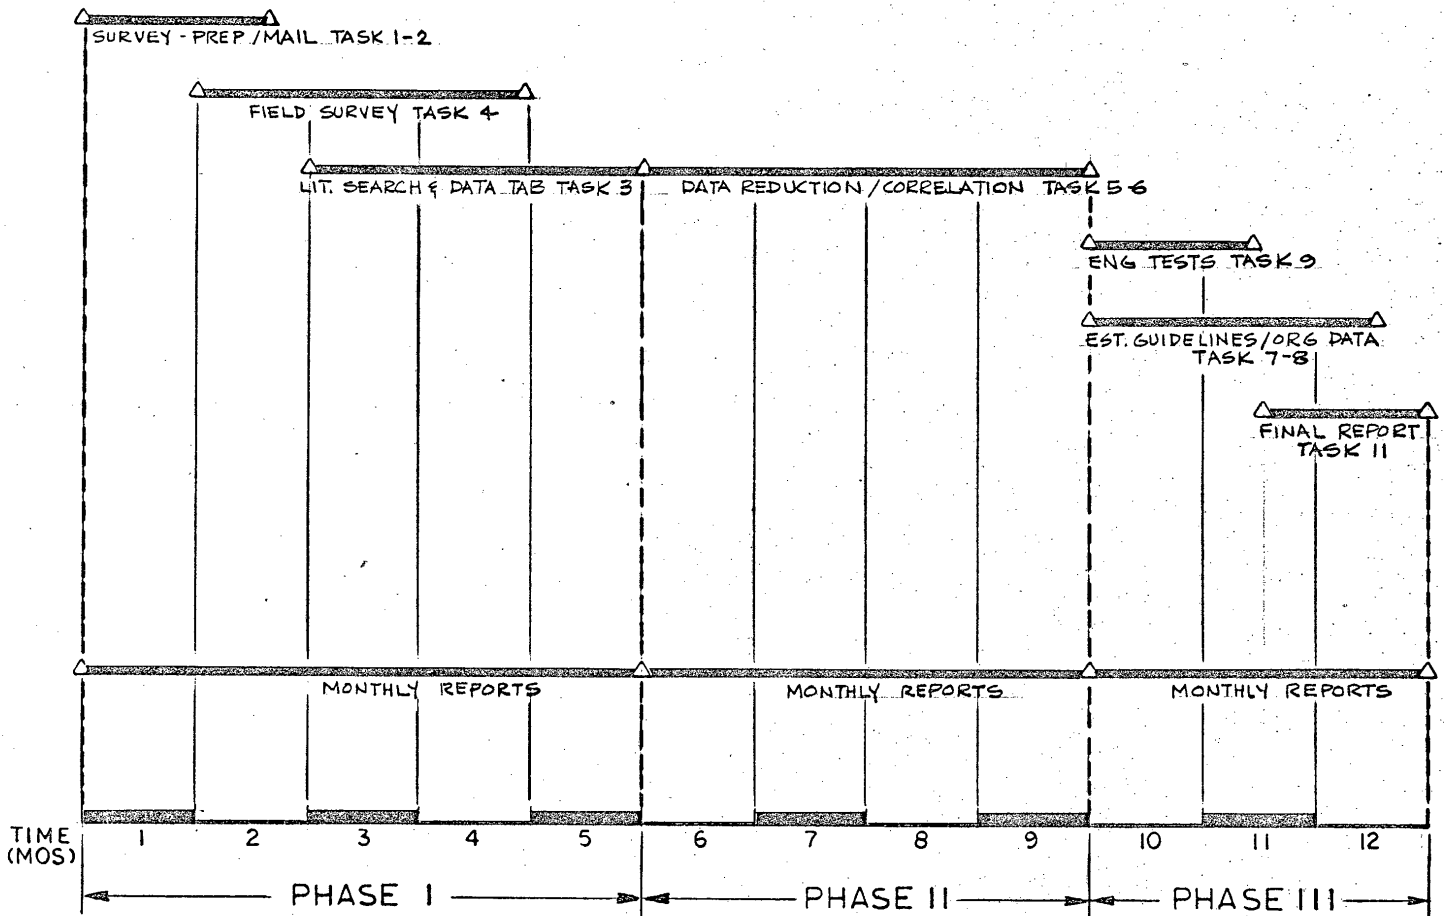 SURVEY - PREP./MAIL TASK 1-2
FIELD SURVEY TASK 4
LIT. SEARCH & DATA TAB TASK 3
DATA REDUCTION/CORRELATION TASK 5-6
ENG TESTS TASK 9
EST. GUIDELINES/ORG DATA
TASK 7-8
FINAL REPORT
TASK 11
MONTHLY REPORTS
MONTHLY REPORTS
MONTHLY REPORTS
TIME
(MOS)
1 2 3 4 5 6 7 8 9 10 11 12
PHASE I
PHASE II
PHASE III